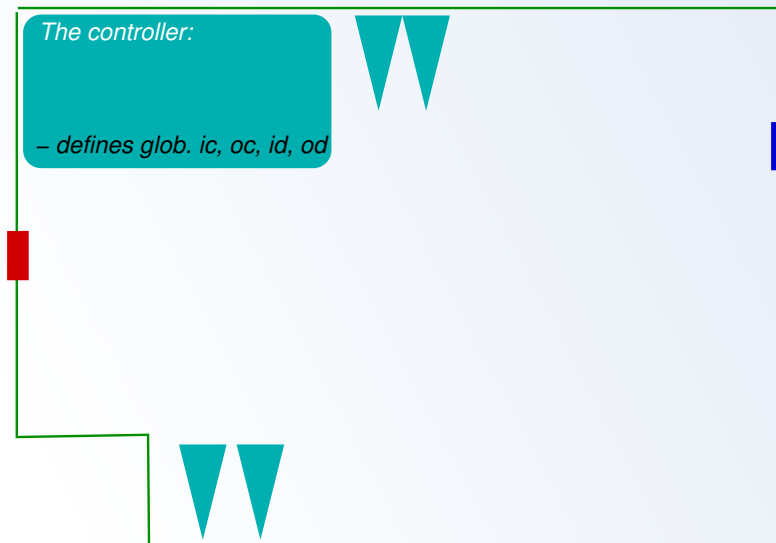 The controller:
– defines glob. ic, oc, id, od